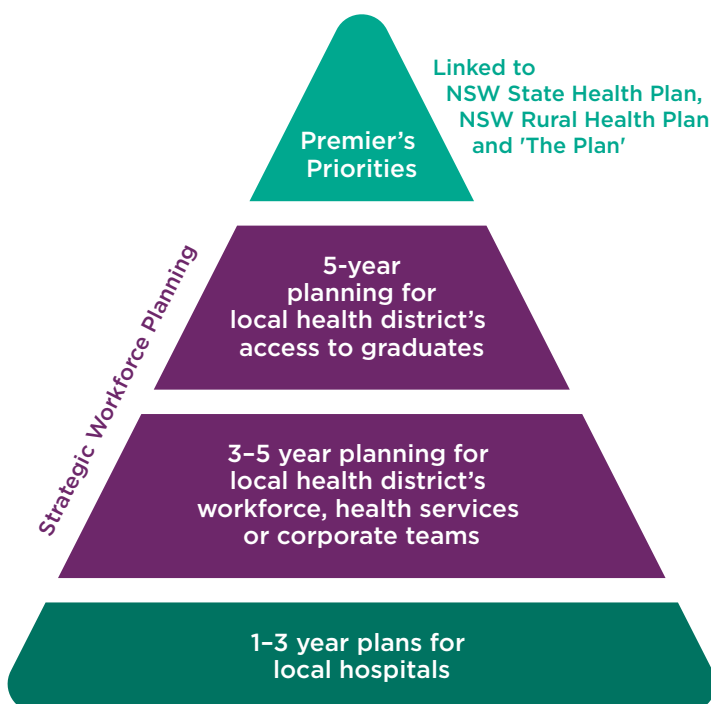 Linked to
NSW State Health Plan,
NSW Rural Health Plan
and 'The Plan'
Premier's
Priorities
Strategic Workforce Planning
5-year
planning for
local health district's
access to graduates
3–5 year planning for
local health district's
workforce, health services
or corporate teams
1–3 year plans for
local hospitals